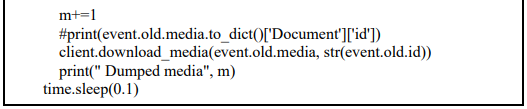 m+=1
#print(event.old.media.to_dict()['Document']['id'])
client.download_media(event.old.media, str(event.old.id))
print(" Dumped media", m)
time.sleep(0.1)